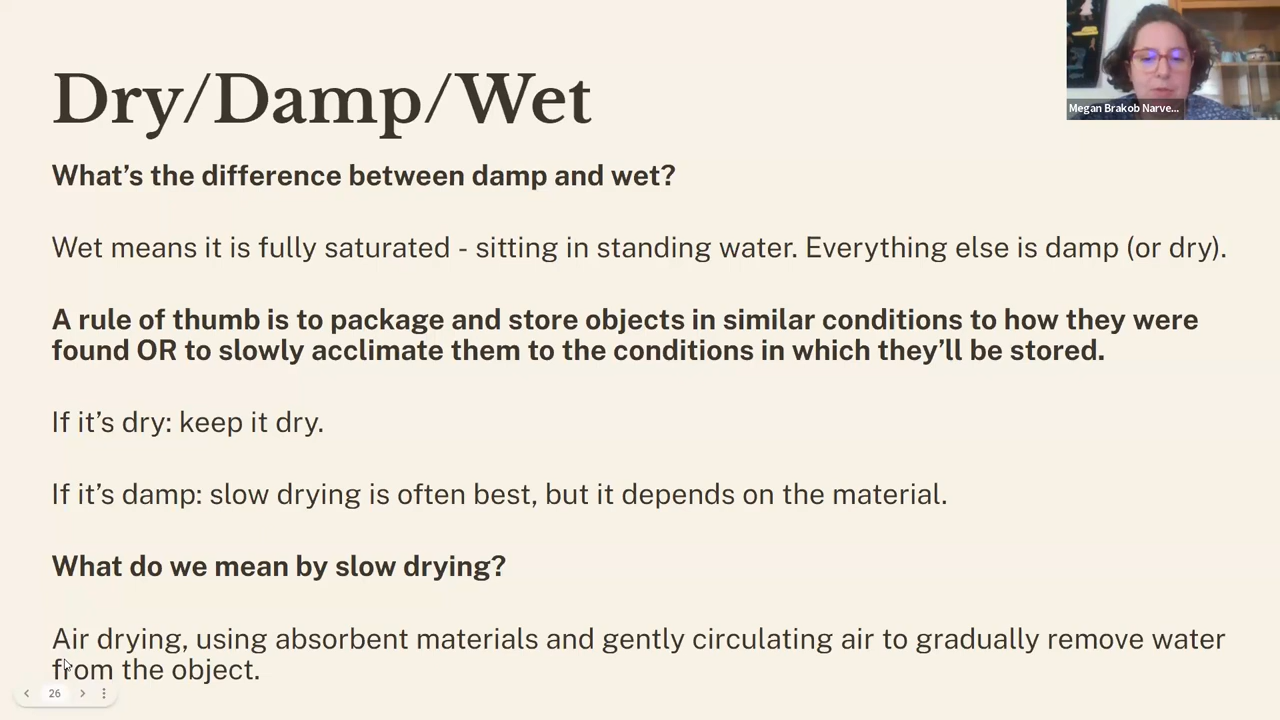 Dry/Damp/Wet
Megan Brakob Narve...
What’s the difference between damp and wet?
Wet means it is fully saturated - sitting in standing water. Everything else is damp (or dry).
A rule of thumb is to package and store objects in similar conditions to how they were
found OR to slowly acclimate them to the conditions in which they’ll be stored.
If it’s dry: keep it dry.
If it’s damp: slow drying is often best, but it depends on the material.
What do we mean by slow drying?
Air drying, using absorbent materials and gently circulating air to gradually remove water
from the object.
26